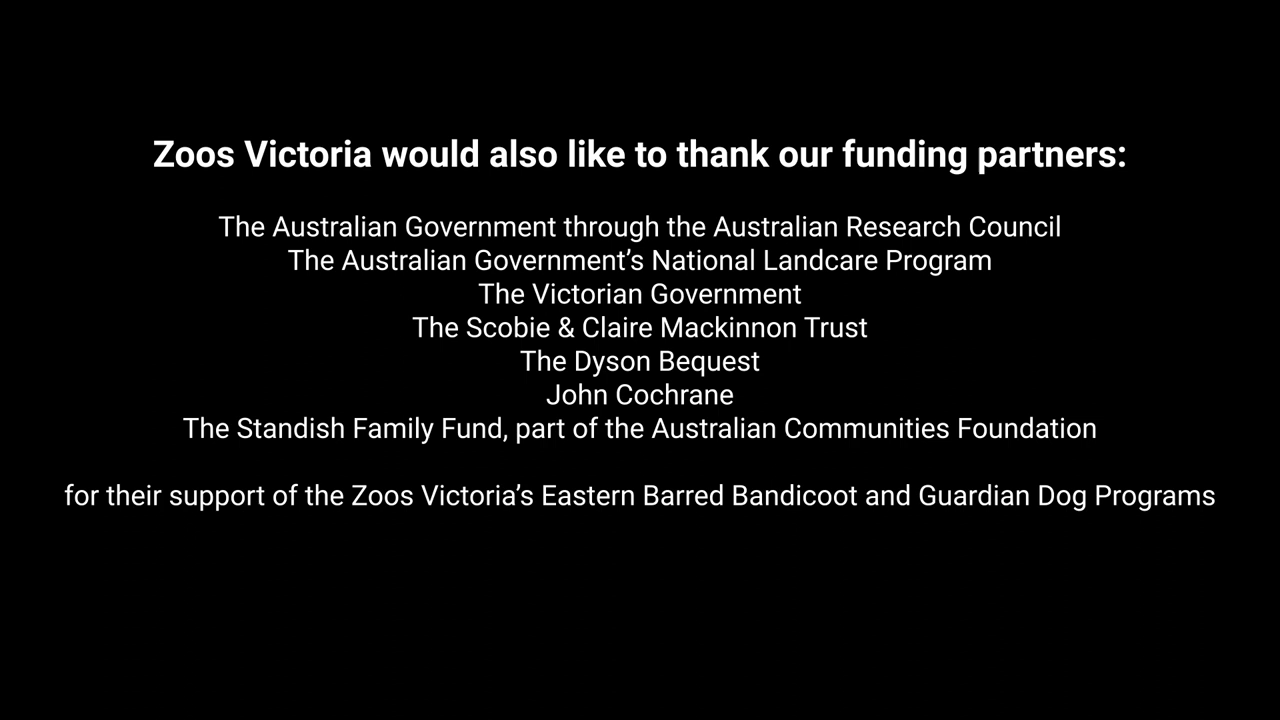 Zoos Victoria would also like to thank our funding partners:
The Australian Government through the Australian Research Council
The Australian Government’s National Landcare Program
The Victorian Government
The Scobie & Claire Mackinnon Trust
The Dyson Bequest
John Cochrane
The Standish Family Fund, part of the Australian Communities Foundation
for their support of the Zoos Victoria’s Eastern Barred Bandicoot and Guardian Dog Programs